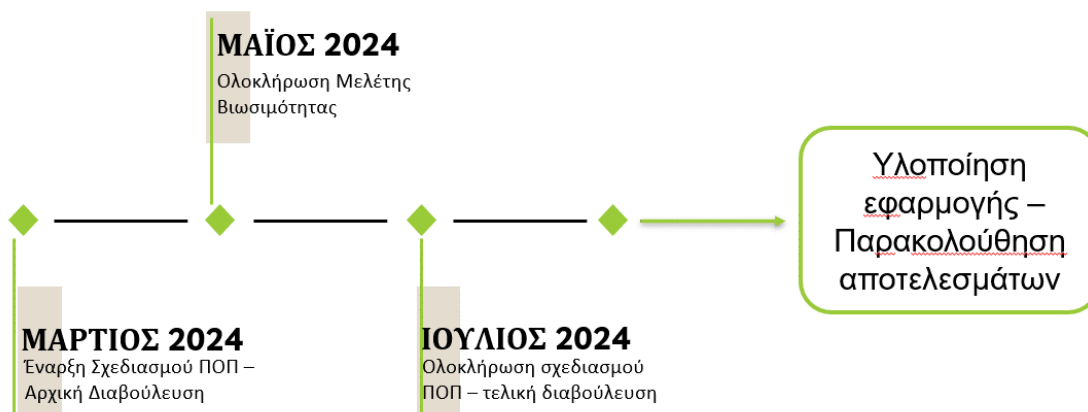 ΜΑΪΟΣ 2024
Ολοκλήρωση Μελέτης
Βιωσιμότητας
Υλοποίηση
εφαρμογής –
Παρακολούθηση
αποτελεσμάτων
ΜΑΡΤΙΟΣ 2024
Έναρξη Σχεδιασμού ΠΟΠ –
Αρχική Διαβούλευση
ΙΟΥΛΙΟΣ 2024
Ολοκλήρωση σχεδιασμού
ΠΟΠ – τελική διαβούλευση